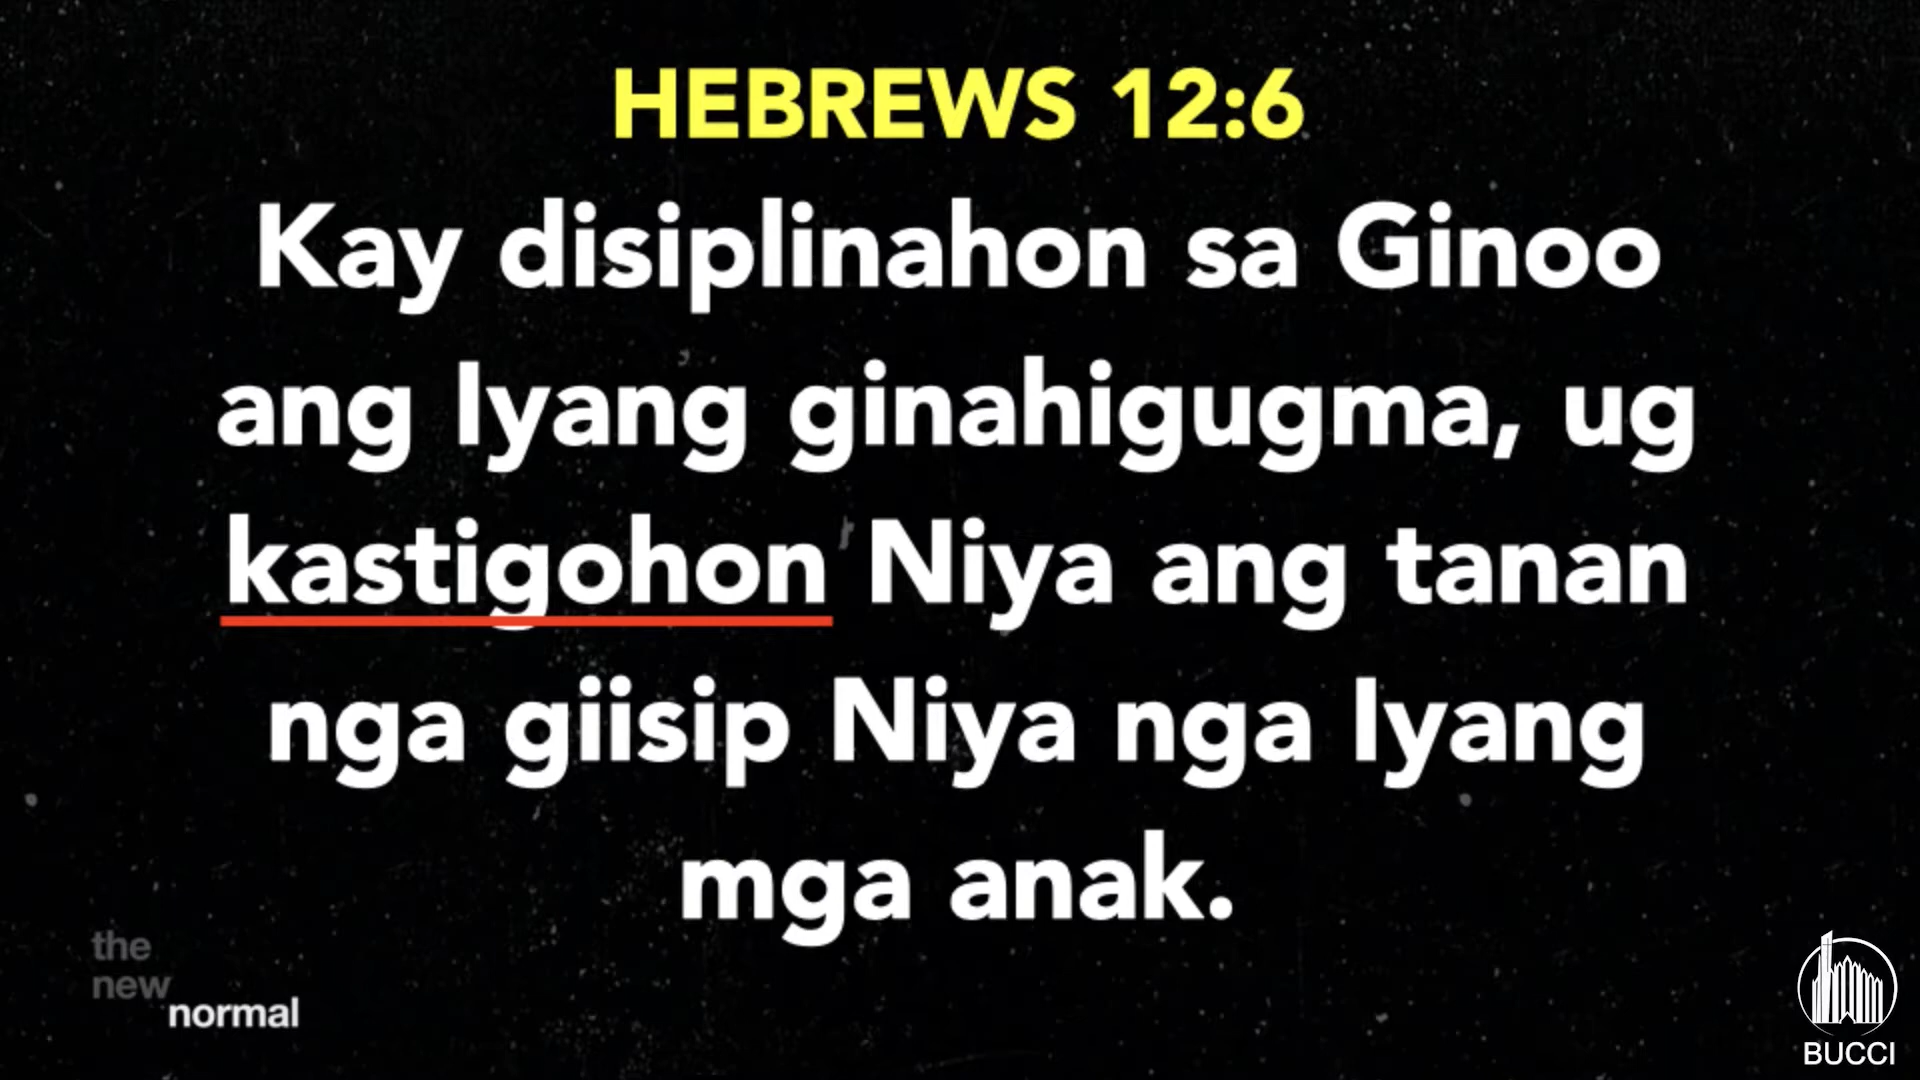 HEBREWS 12:6
Kay disiplinahon sa Ginoo
ang Iyang ginahigugma, ug
kastigohon Niya ang tanan
nga giisip Niya nga Iyang
mga anak.
the
new
normal
BUCCI